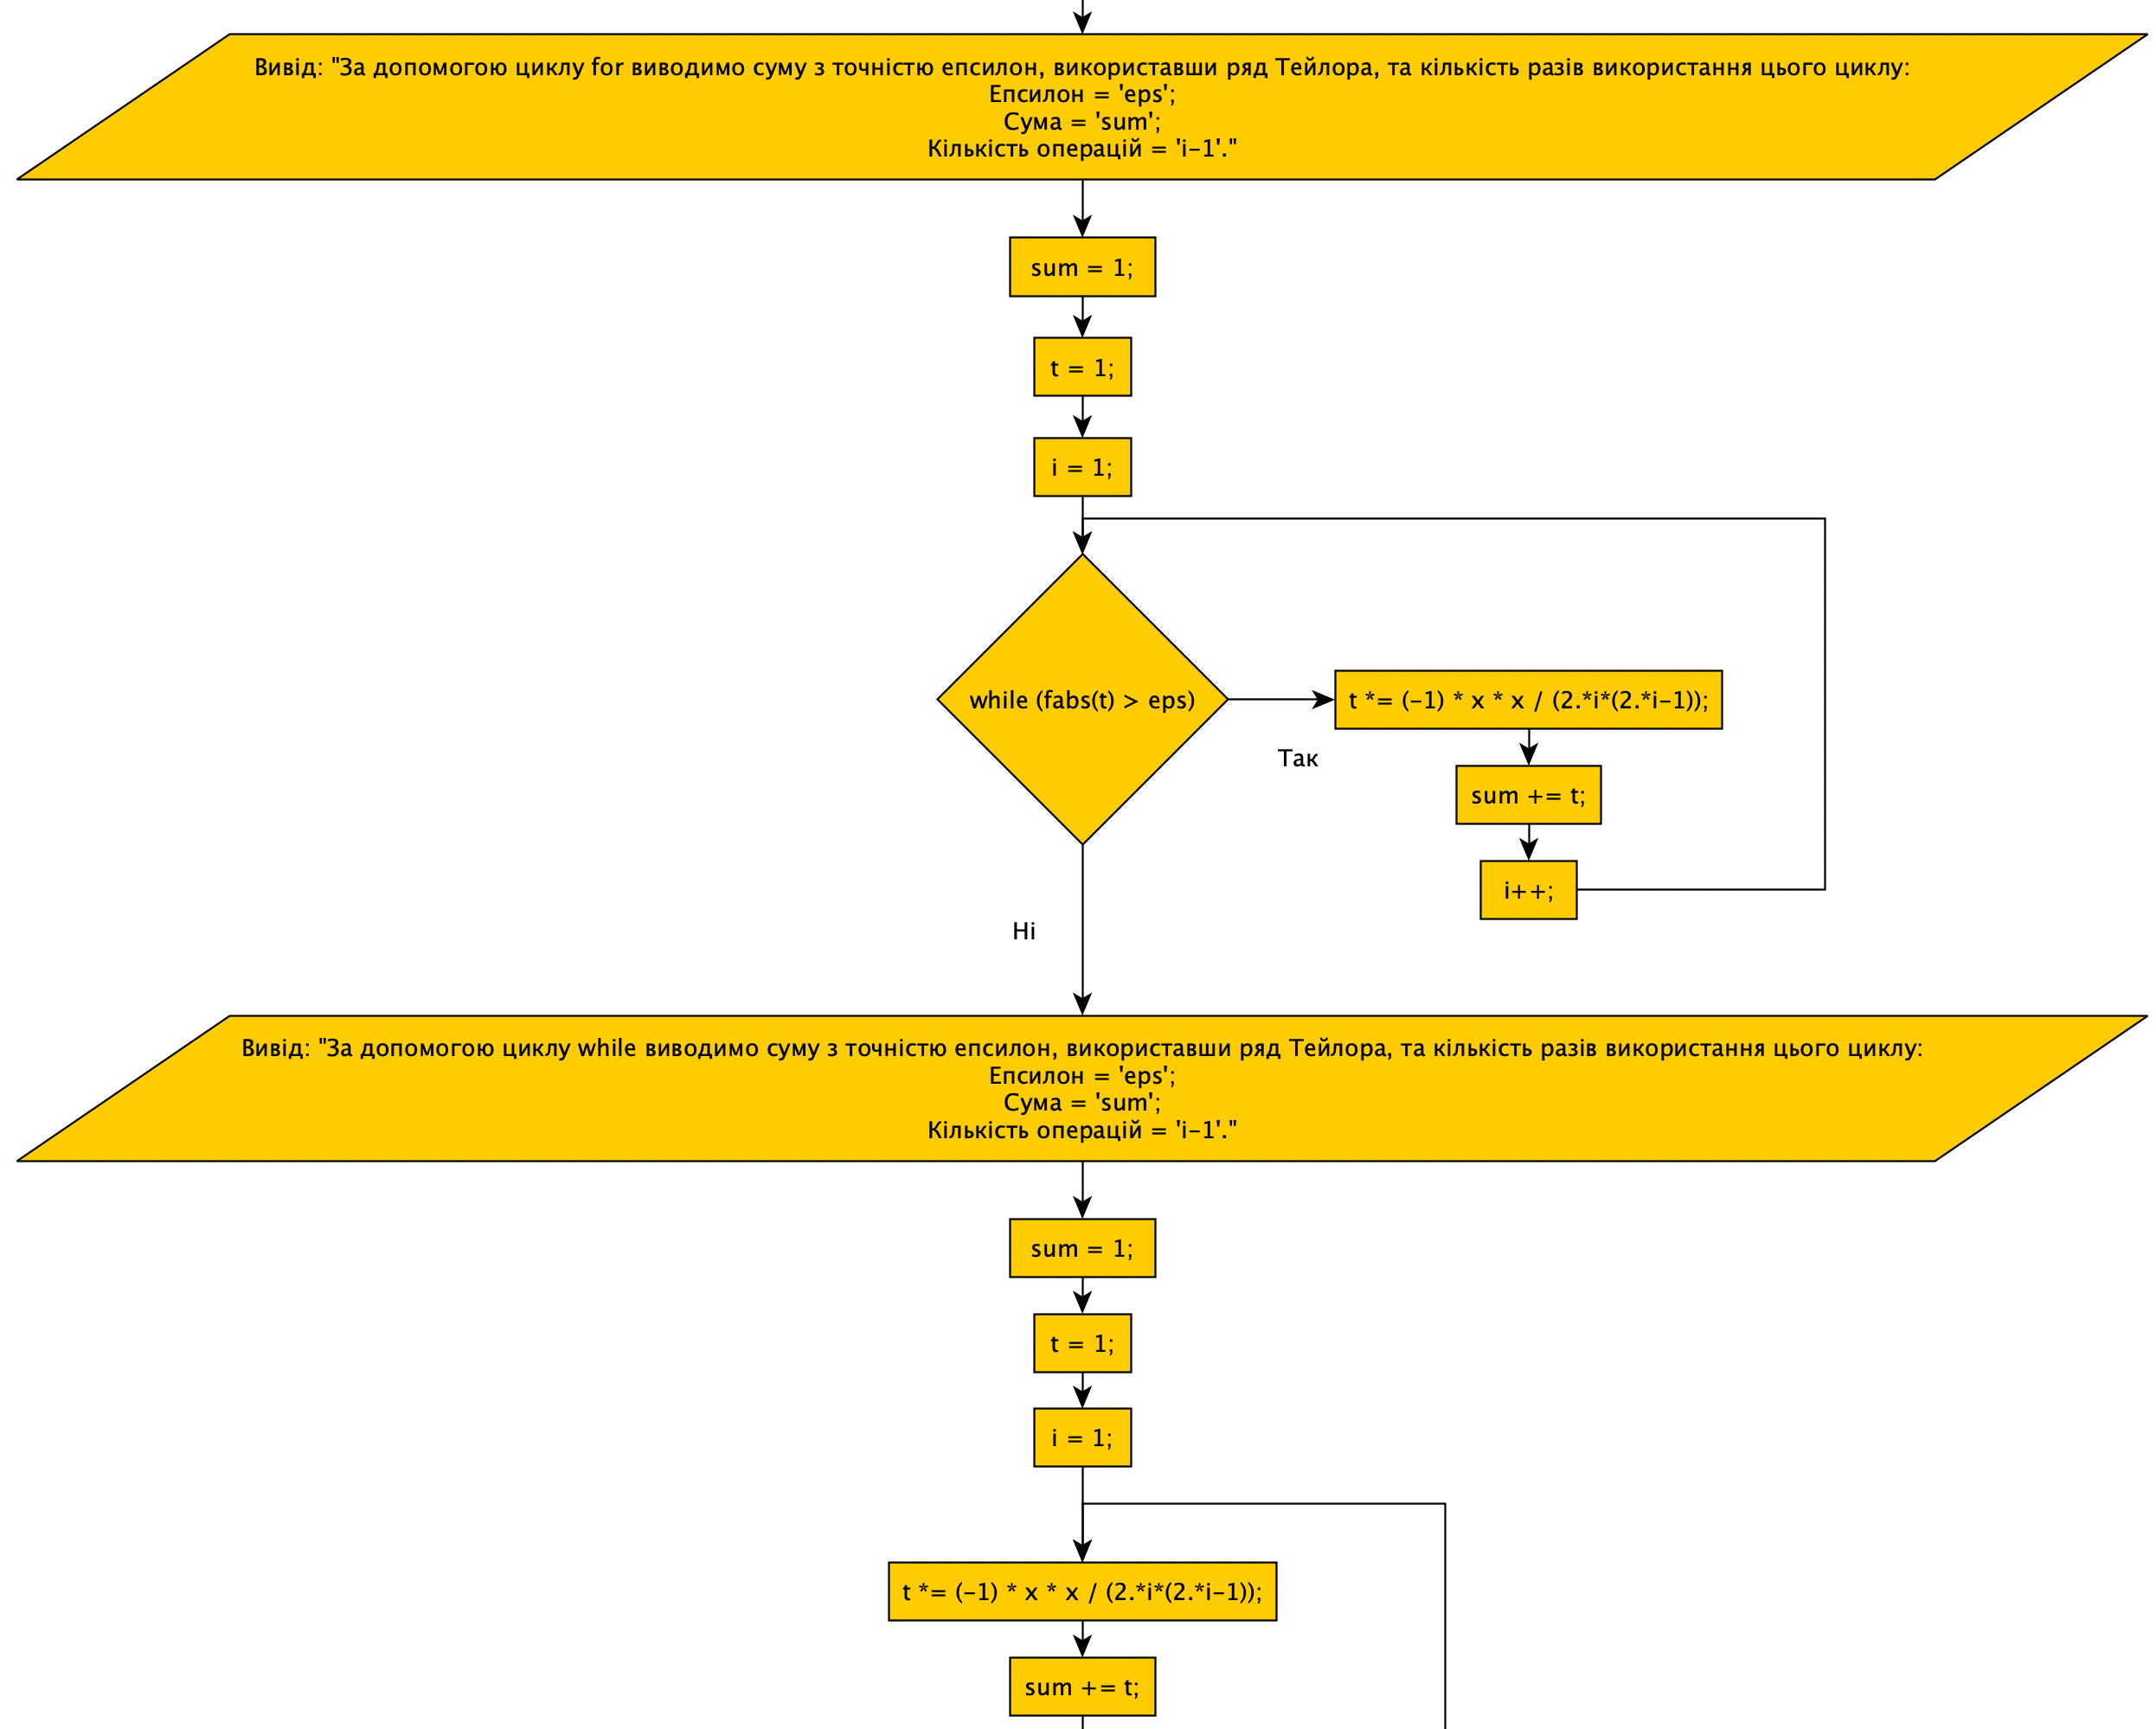 Вивід: "За допомогою циклу for виводимо суму з точністю епсилон, використавши ряд Тейлора, та кількість разів використання цього циклу:
Епсилон = 'eps';
Сума = 'sum';
Кількість операцій = 'i-1'."
sum = 1;
t = 1;
i = 1;
while (fabs(t) > eps)
t *= (-1) * x * x / (2.*i*(2.*i-1));
Так
sum += t;
i++;
Ні
Вивід: "За допомогою циклу while виводимо суму з точністю епсилон, використавши ряд Тейлора, та кількість разів використання цього циклу:
Епсилон = 'eps';
Сума = 'sum';
Кількість операцій = 'i-1'."
sum = 1;
t = 1;
i = 1;
t *= (-1) * x * x / (2.*i*(2.*i-1));
sum += t;